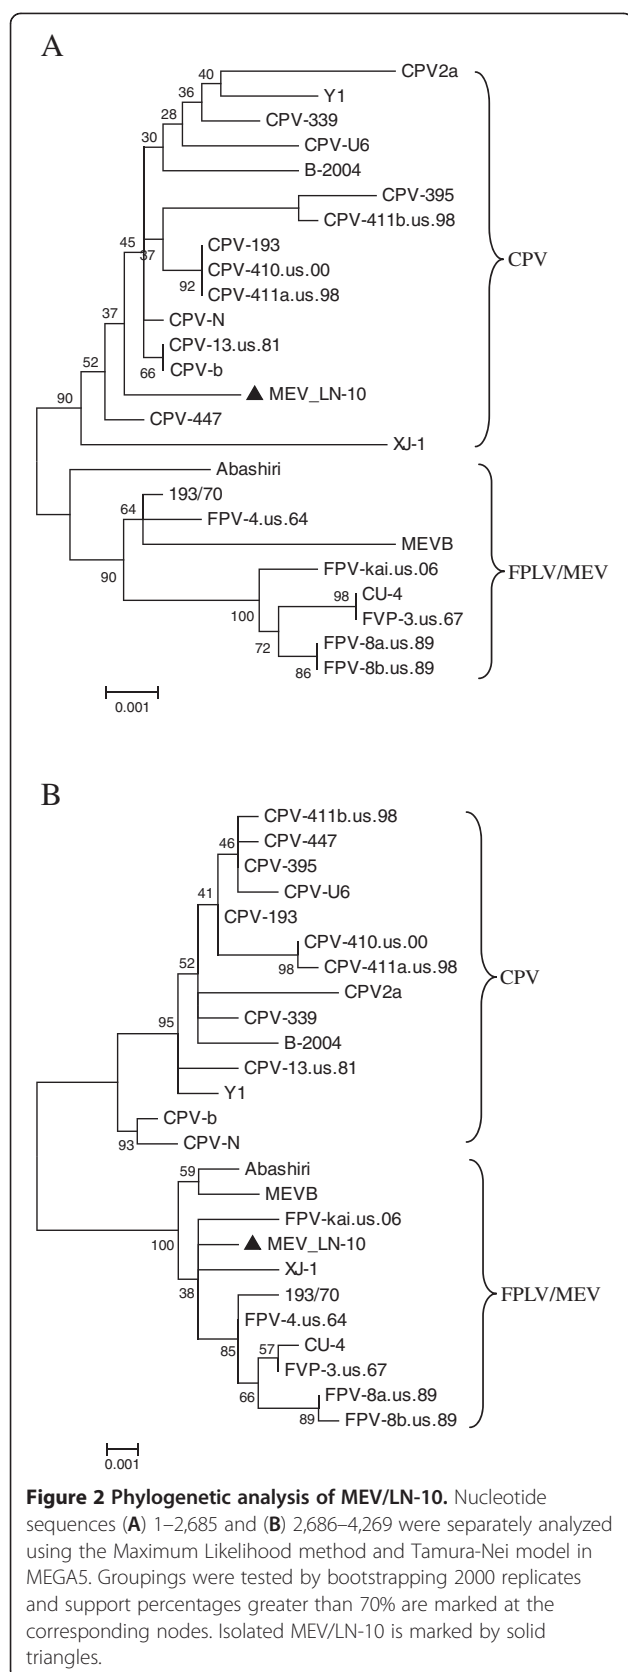 A
40
CPV2a
36
Y1
28
CPV-339
30
CPV-U6
B-2004
CPV-395
CPV-411b.us.98
45
37
CPV-193
CPV
CPV-410.us.00
92
CPV-411a.us.98
37
CPV-N
CPV-13.us.81
52
66
CPV-b
90
▲ MEV_LN-10
CPV-447
XJ-1
Abashiri
193/70
64
FPV-4.us.64
MEVB
90
FPV-kai.us.06
FPLV/MEV
98
CU-4
100
FVP-3.us.67
72
FPV-8a.us.89
86
FPV-8b.us.89
0.001
B
CPV-411b.us.98
46
CPV-447
CPV-395
41
CPV-U6
CPV-193
CPV-410.us.00
52
98
CPV-411a.us.98
CPV
CPV2a
95
CPV-339
B-2004
CPV-13.us.81
Y1
CPV-b
93
CPV-N
59
Abashiri
MEVB
FPV-kai.us.06
100
▲ MEV_LN-10
XJ-1
38
193/70
FPLV/MEV
FPV-4.us.64
85
57
CU-4
FVP-3.us.67
66
FPV-8a.us.89
89
FPV-8b.us.89
0.001
Figure 2 Phylogenetic analysis of MEV/LN-10. Nucleotide
sequences (A) 1–2,685 and (B) 2,686–4,269 were separately analyzed
using the Maximum Likelihood method and Tamura-Nei model in
MEGA5. Groupings were tested by bootstrapping 2000 replicates
and support percentages greater than 70% are marked at the
corresponding nodes. Isolated MEV/LN-10 is marked by solid
triangles.